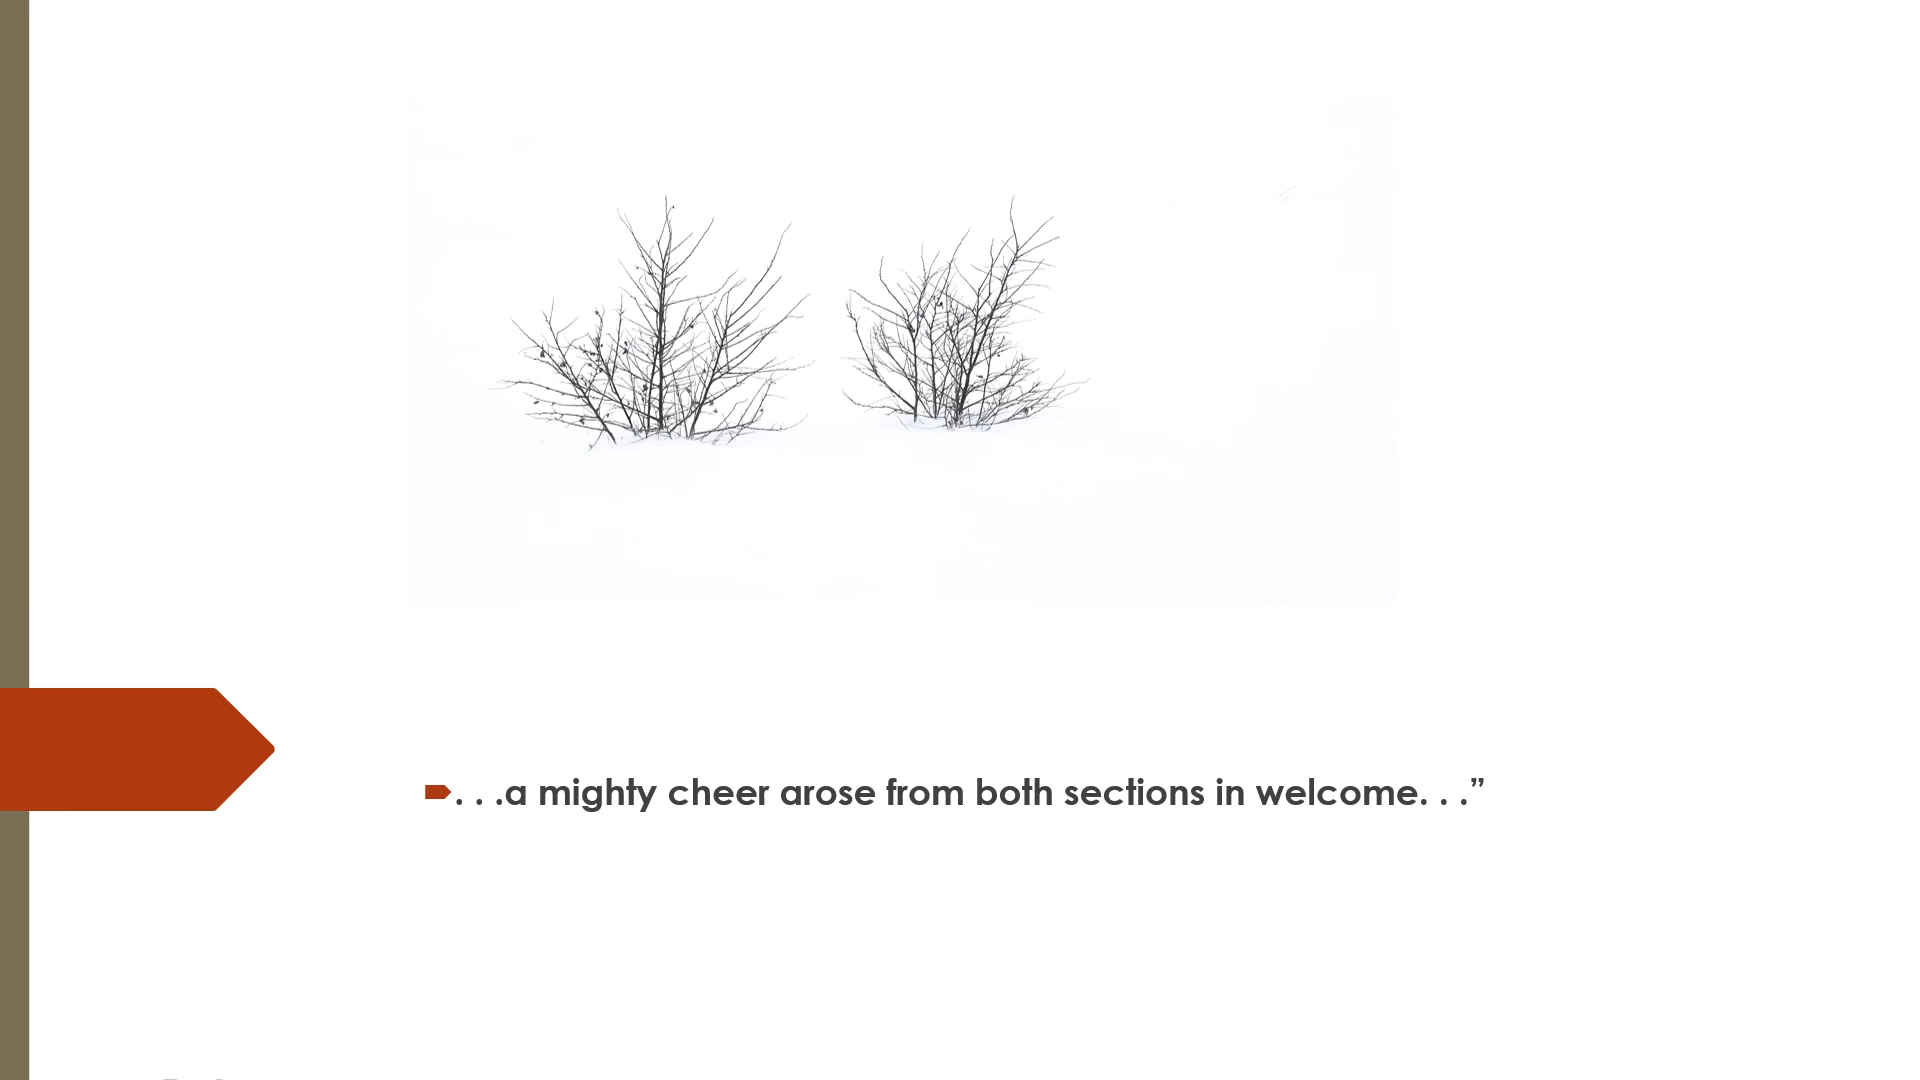 . . .a mighty cheer arose from both sections in welcome. . .”